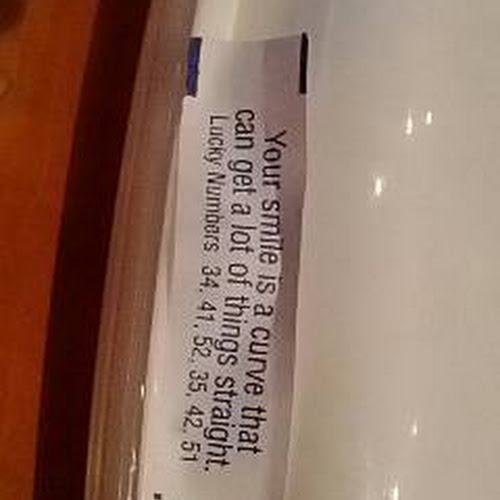 Your smile is a curve that
can get a lot of things straight.
Lucky Numbers 34, 41, 52, 35, 42, 51